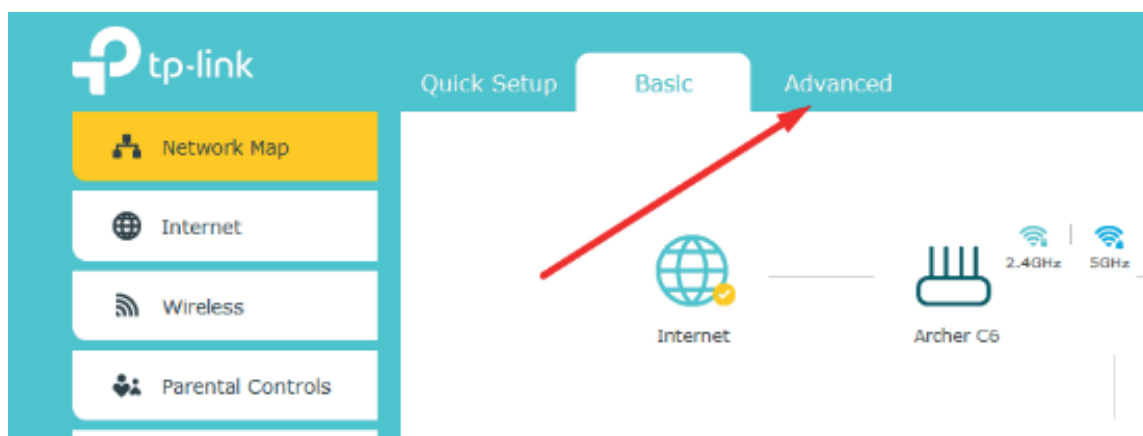 tp-link
Quick Setup
Basic
Advanced
Network Map
Internet
Wireless
Parental Controls
2.4GHz
5GHz
Internet
Archer C6